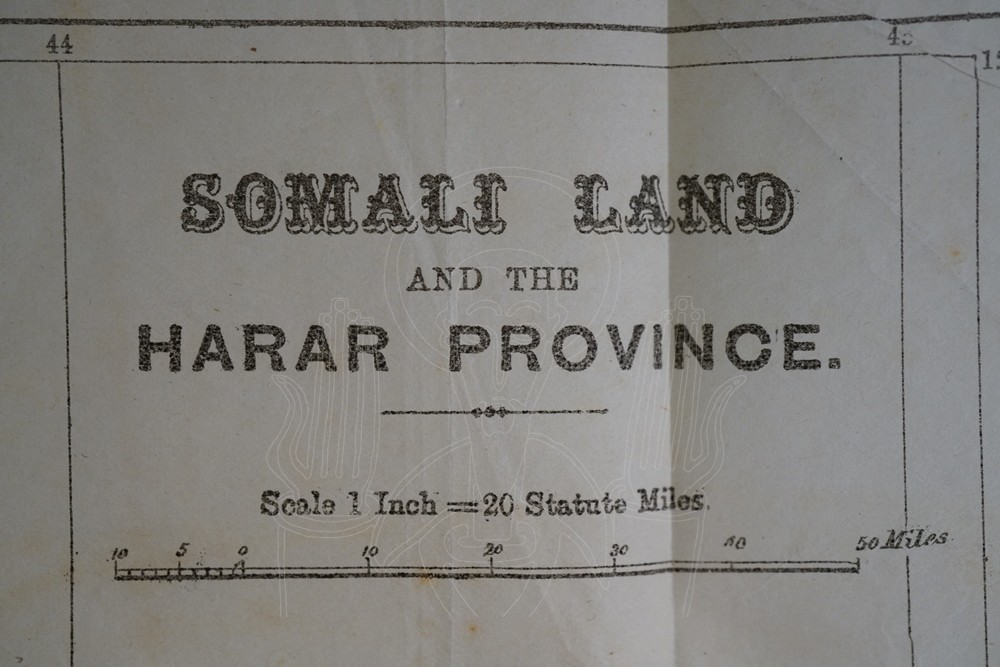 44 45
SOMALI LAND
AND THE
HARAR PROVINCE.
Scale 1 Inch = 20 Statute Miles.
10 5 0 10 20 30 40 50 Miles